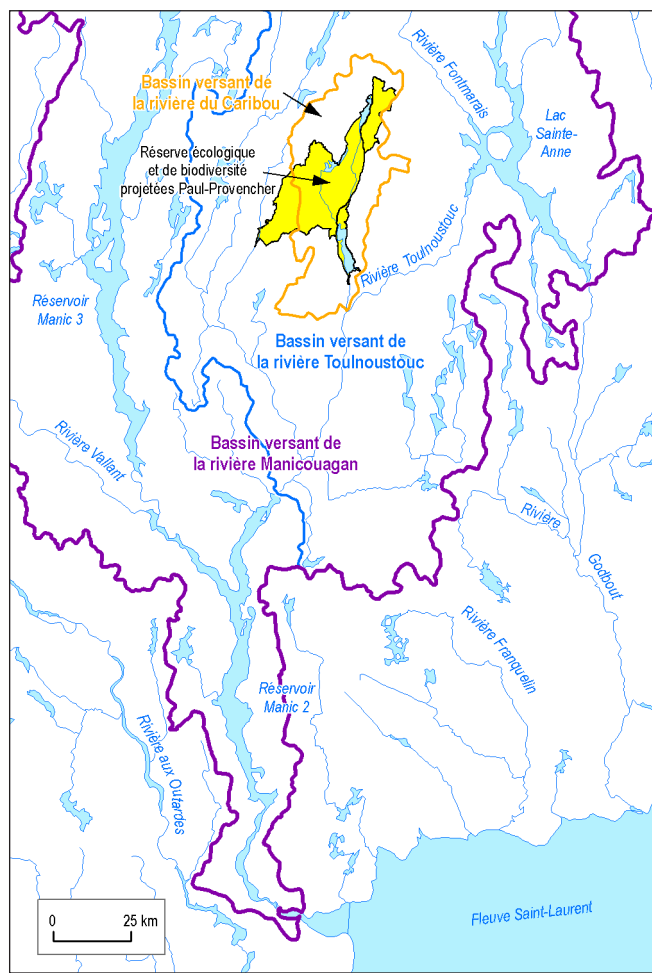 Rivière Fontmarais
Bassin versant de
la rivière du Caribou
Lac
Sainte-
Anne
Réserve écologique
et de biodiversité
projetées Paul-Provencher
Rivière Toulnoustouc
Réservoir
Manic 3
Bassin versant de
la rivière Toulnoustouc
Bassin versant de
la rivière Manicouagan
Rivière Vallant
Rivière
Godbout
Rivière Franquelin
Réservoir
Manic 2
Rivière aux Outardes
0 25 km
Fleuve Saint-Laurent